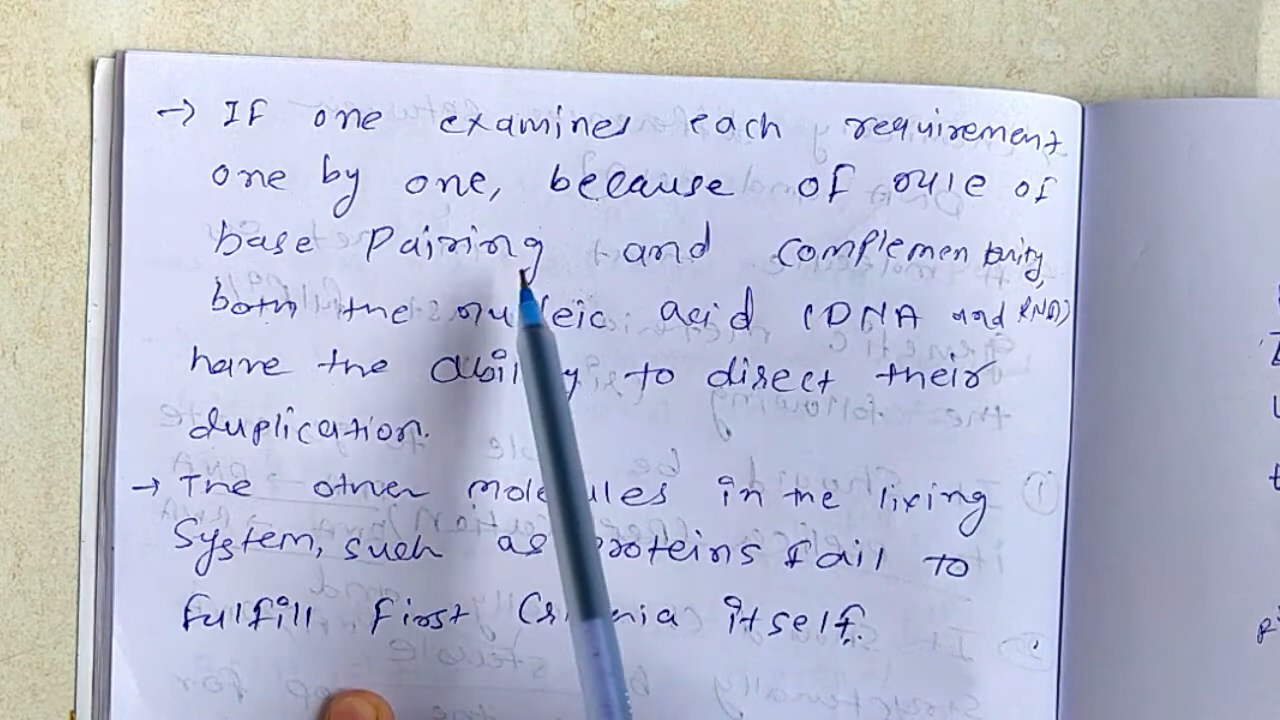 → If one examines each requirement
one by one, because of rule of
base pairing and complementarity,
both the nucleic acid (DNA and RNA)
have the ability to direct their
duplication.
→ The other molecules in the living
System, such as proteins fail to
fulfill first Criteria itself.